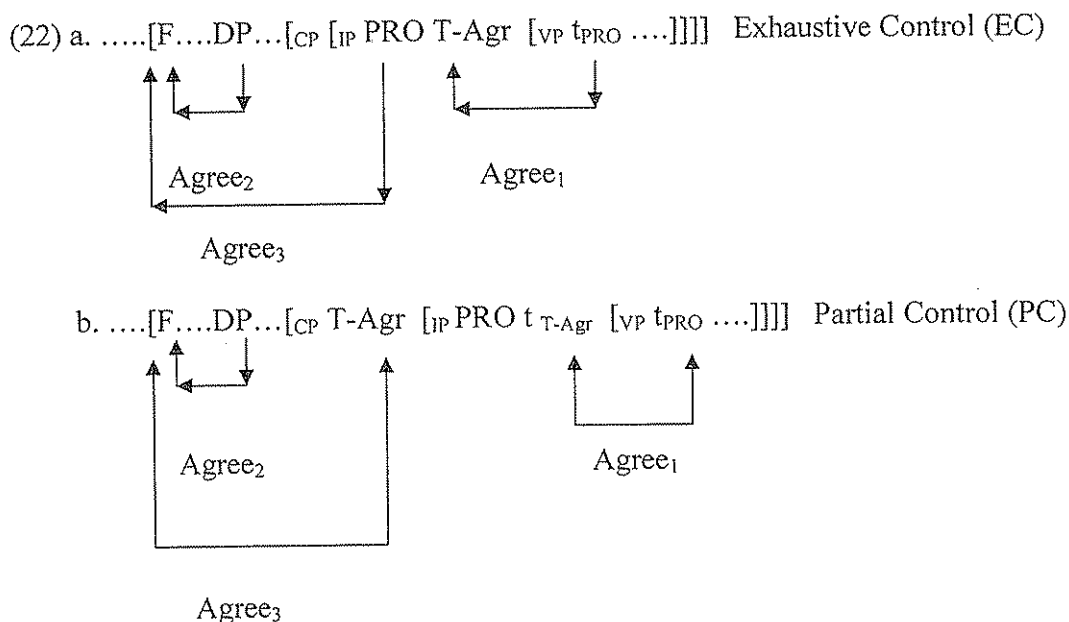 (22) a. .....[F....DP...[CP [IP PRO T-Agr [VP tPRO ....]]]] Exhaustive Control (EC)
Agree2 Agree1
Agree3
b. ....[F....DP...[CP T-Agr [IP PRO t T-Agr [VP tPRO ....]]]] Partial Control (PC)
Agree2 Agree1
Agree3